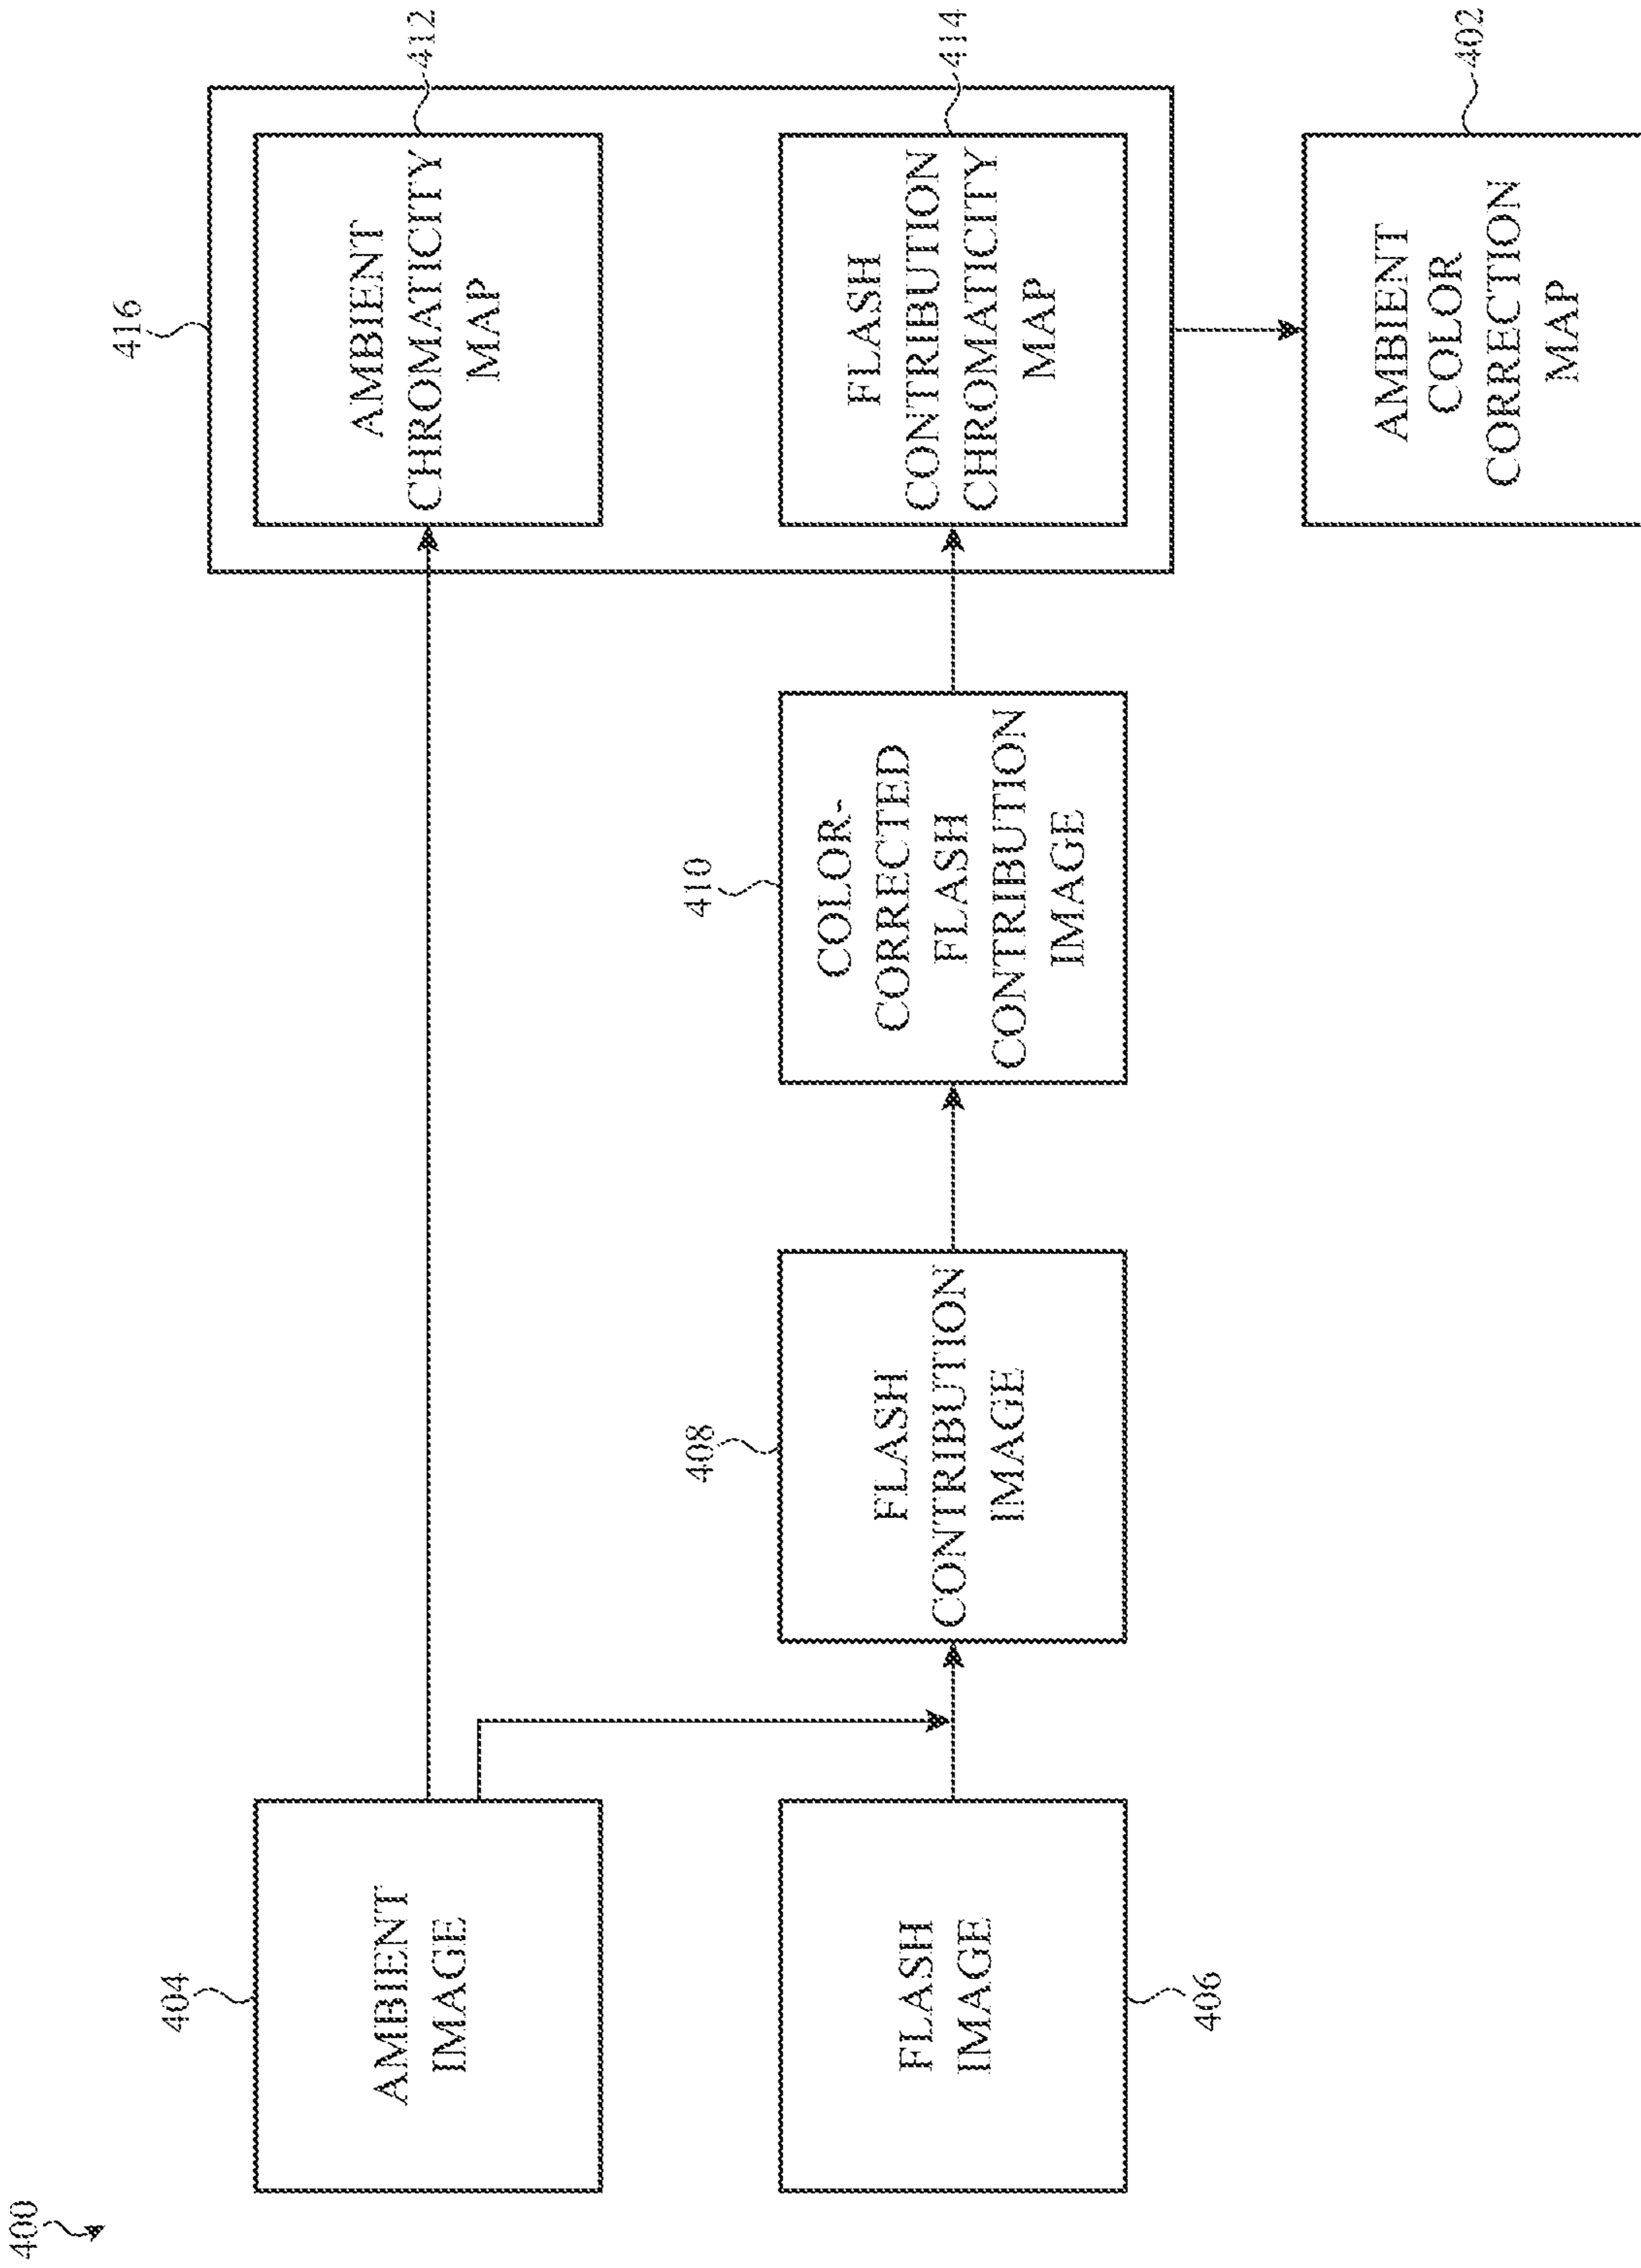 400
404
AMBIENT
IMAGE
FLASH
IMAGE
406
408
FLASH
CONTRIBUTION
IMAGE
410
COLOR-
CORRECTED
FLASH
CONTRIBUTION
IMAGE
416
AMBIENT
CHROMATICITY
MAP
412
FLASH
CONTRIBUTION
CHROMATICITY
MAP
414
AMBIENT
COLOR
CORRECTION
MAP
402